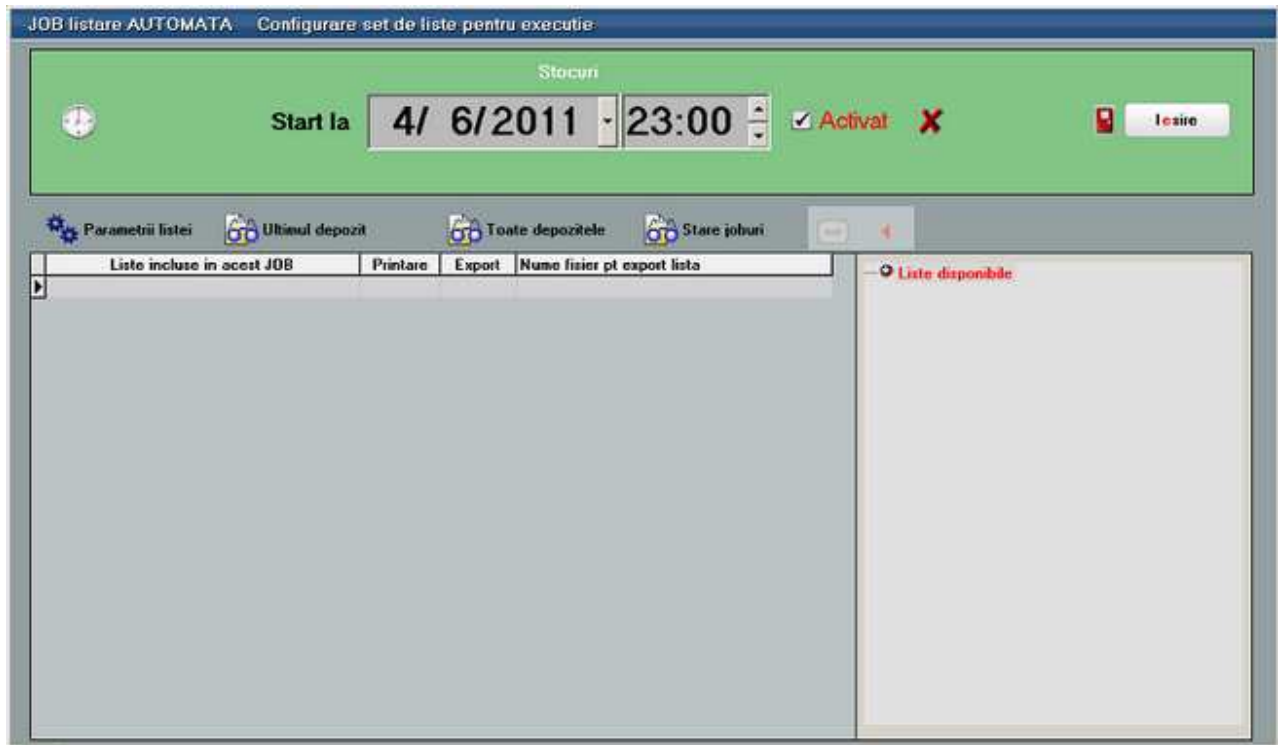 JOB listare AUTOMATA Configurare set de liste pentru executie
Stocuri
Start la 4/ 6/2011 23:00 Activat Iesire
Parametrii listei Ultimul depozit Toate depozitele Stare joburi
Liste incluse in acest JOB Printare Export Nume fisier pt export lista
Liste disponibile